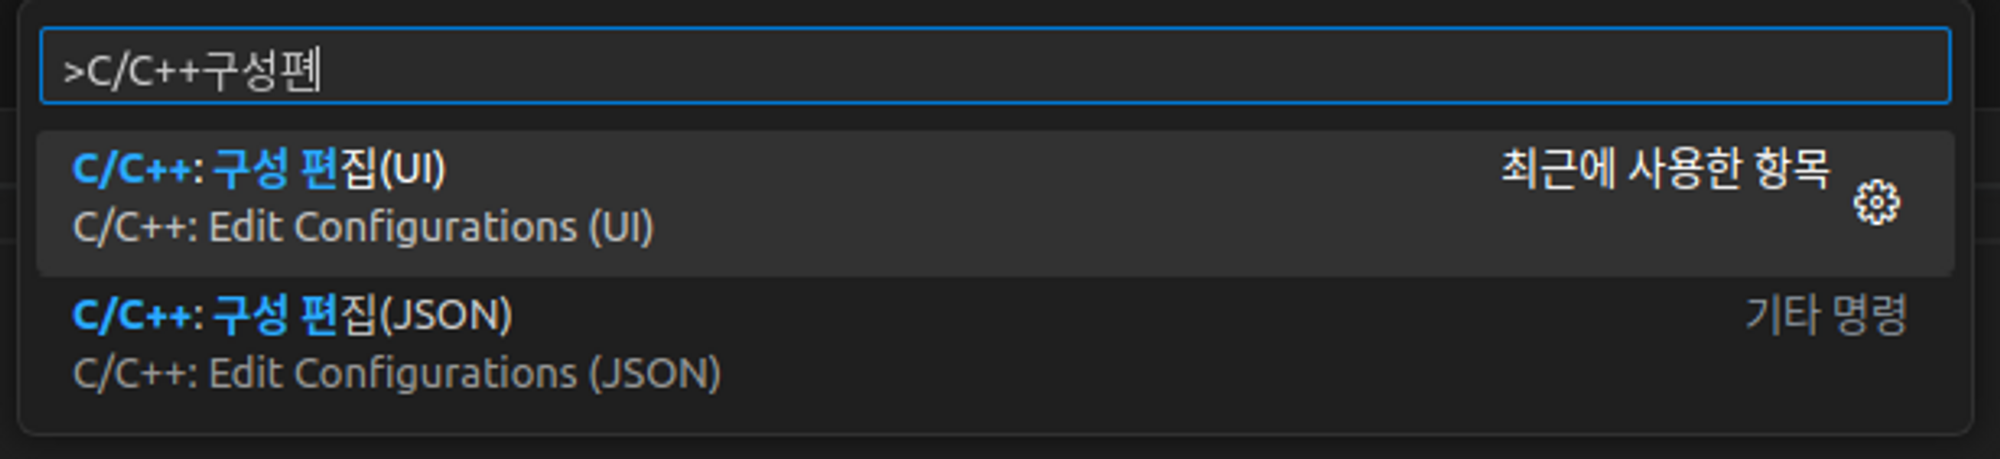 >C/C++구성편
C/C++: 구성 편집(UI) 최근에 사용한 항목
C/C++: Edit Configurations (UI)
C/C++: 구성 편집(JSON) 기타 명령
C/C++: Edit Configurations (JSON)